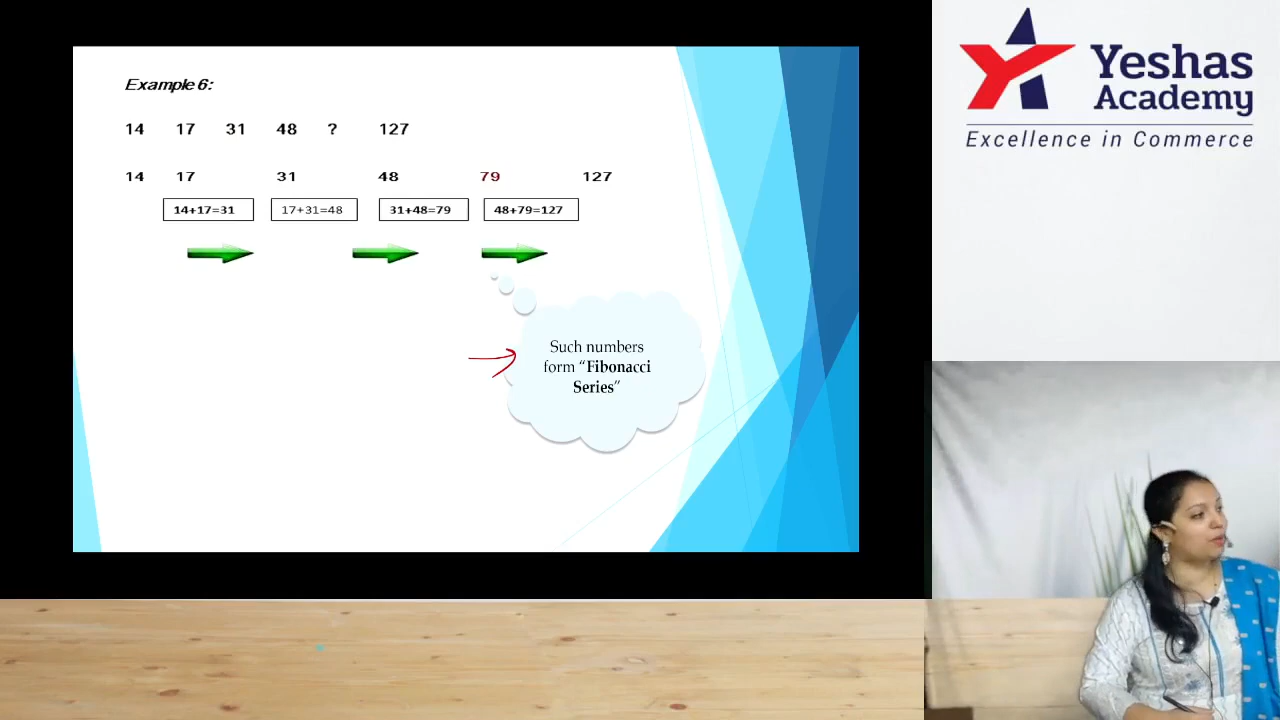 Example 6:
14 17 31 48 ? 127
14 17 31 48 79 127
14+17=31 17+31=48 31+48=79 48+79=127
Such numbers
form “Fibonacci
Series”
Yeshas
Academy
Excellence in Commerce